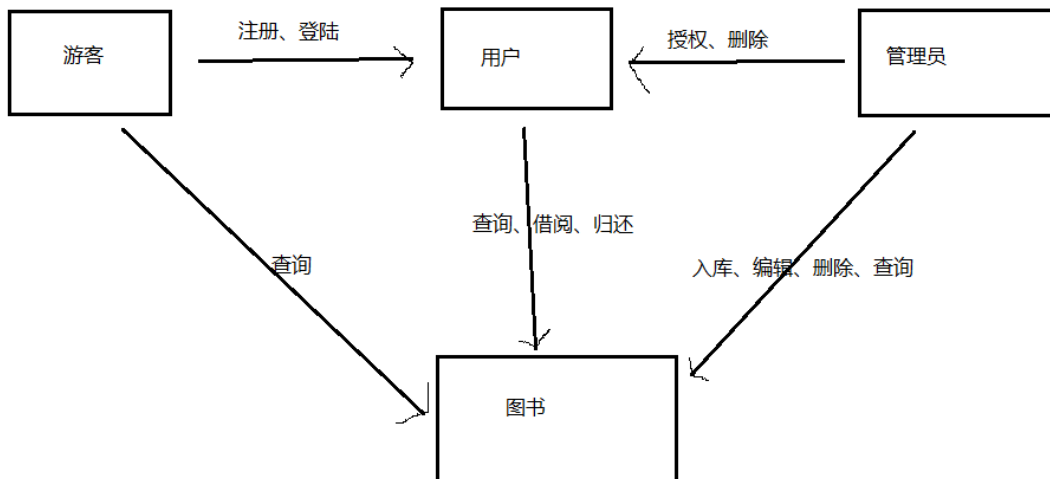 注册、登陆
授权、删除
游客
用户
管理员
查询、借阅、归还
查询
入库、编辑、删除、查询
图书